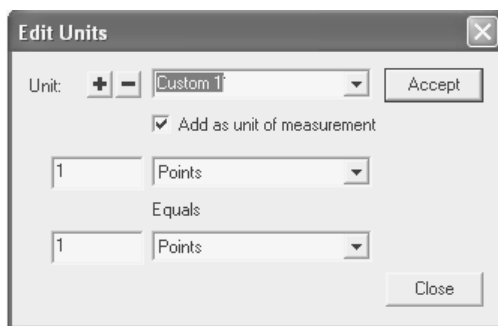 Edit Units
Unit: Custom 1 Accept
Add as unit of measurement
1 Points
Equals
1 Points
Close